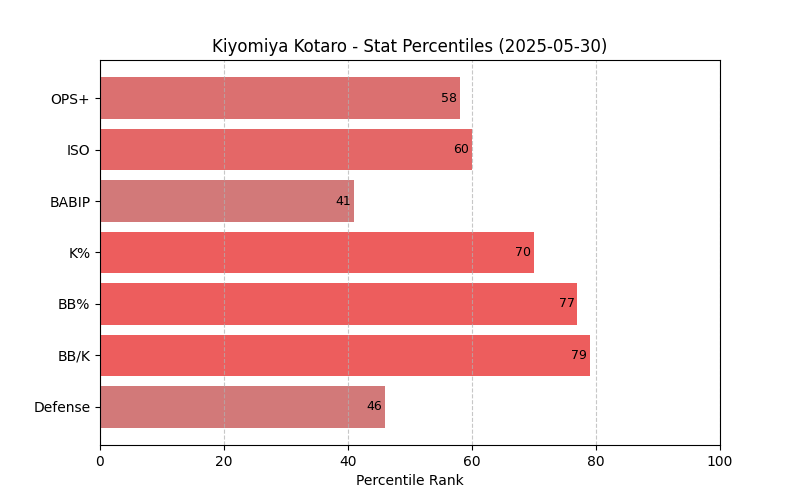 Kiyomiya Kotaro - Stat Percentiles (2025-05-30)
OPS+
58
ISO
60
BABIP
41
K%
70
BB%
77
BB/K
79
Defense
46
0 20 40 60 80 100
Percentile Rank